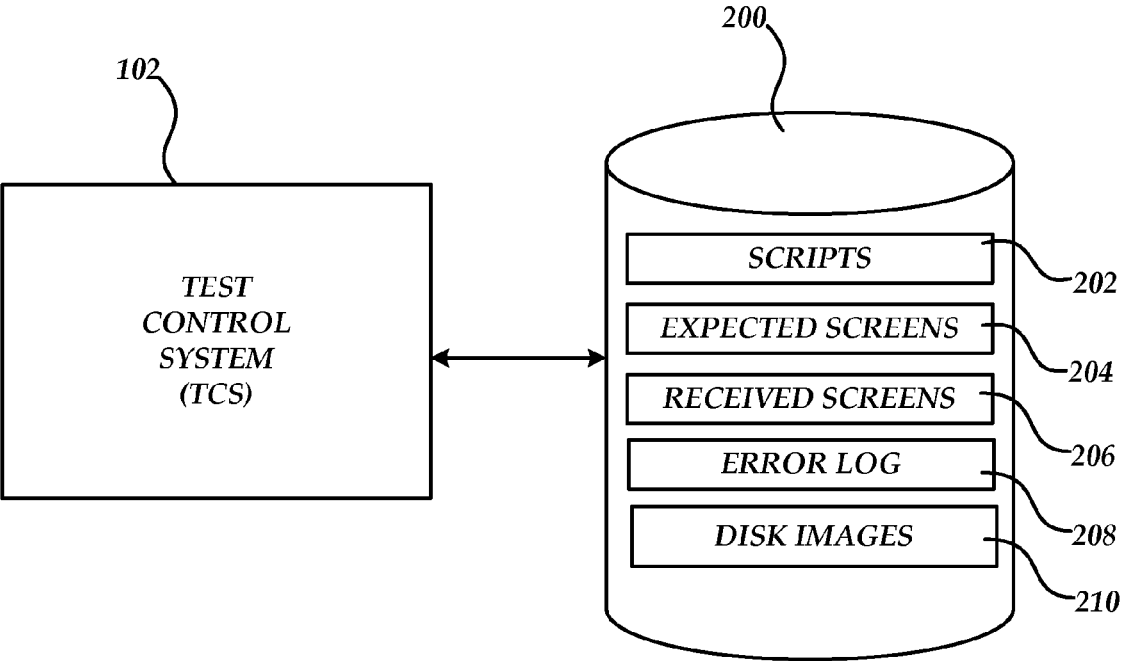 200
102
TEST
CONTROL
SYSTEM
(TCS)
SCRIPTS
202
EXPECTED SCREENS
204
RECEIVED SCREENS
206
ERROR LOG
208
DISK IMAGES
210